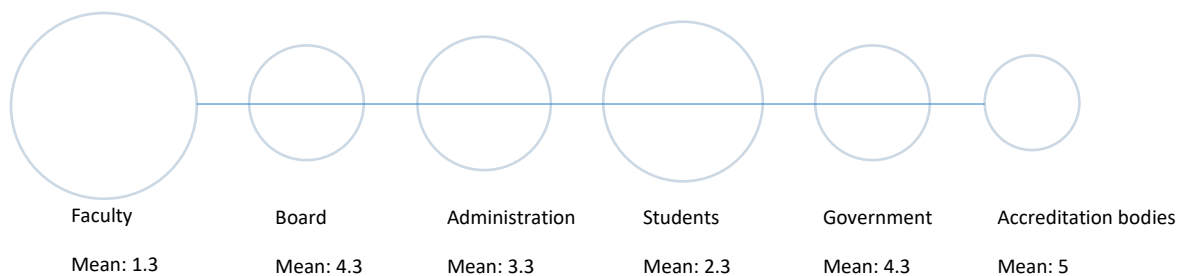 Faculty Board Administration Students Government Accreditation bodies
Mean: 1.3 Mean: 4.3 Mean: 3.3 Mean: 2.3 Mean: 4.3 Mean: 5